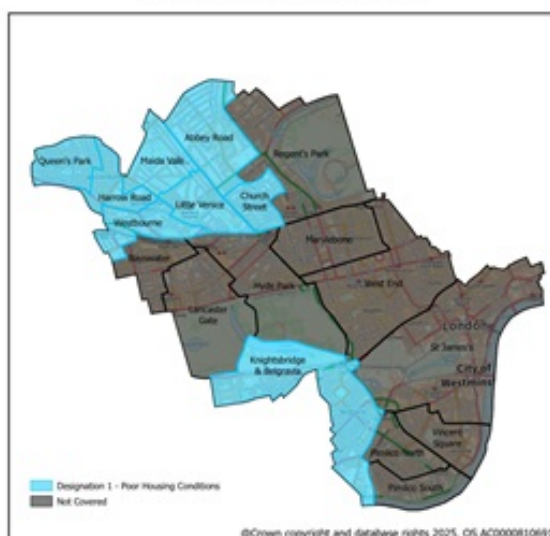 Abbey Road
Regent's Park
Queen's Park
Maida Vale
Harrow Road
Little Venice
Church
Street
Westbourne
Marylebone
Bayswater
Hyde Park
West End
Lancaster
Gate
London
St James's
Knightsbridge
& Belgravia
City of
Westmins
Vincent
Square
Pimlico North
Pimlico South
Designation 1 - Poor Housing Conditions
Not Covered
@Crown copyright and database rights 2025. OS AC0000810691